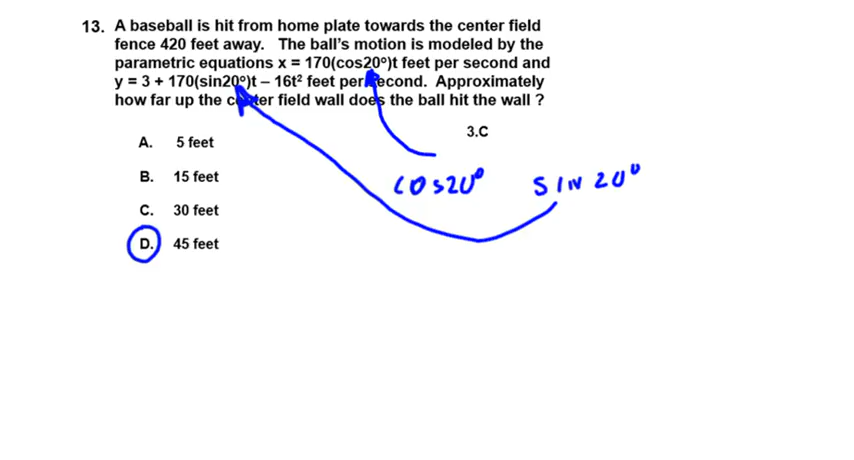 13. A baseball is hit from home plate towards the center field
fence 420 feet away. The ball's motion is modeled by the
parametric equations x = 170(cos20°)t feet per second and
y = 3 + 170(sin20°)t – 16t² feet per second. Approximately
how far up the center field wall does the ball hit the wall ?
3.C
A. 5 feet
B. 15 feet
COS20° SIN 20°
C. 30 feet
D. 45 feet